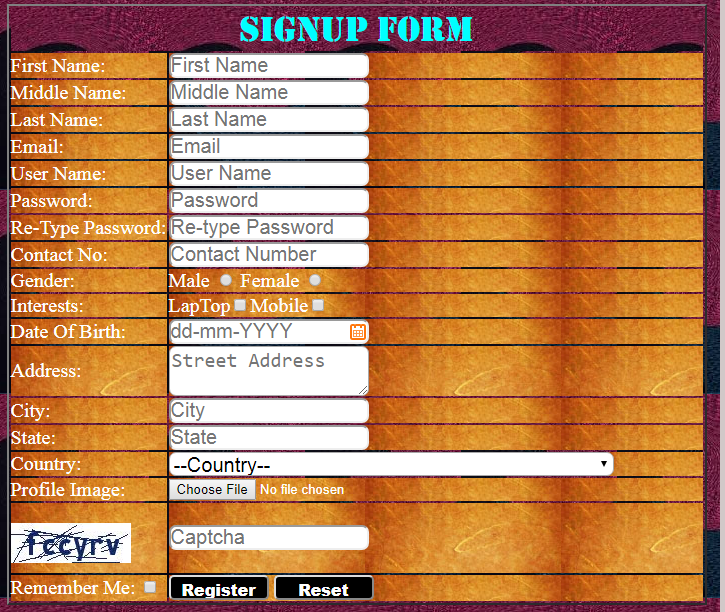 SIGNUP FORM
First Name: First Name
Middle Name: Middle Name
Last Name: Last Name
Email: Email
User Name: User Name
Password: Password
Re-Type Password: Re-type Password
Contact No: Contact Number
Gender: Male Female
Interests: LapTop Mobile
Date Of Birth: dd-mm-YYYY
Address: Street Address
City: City
State: State
Country: --Country--
Profile Image: Choose File No file chosen
fccyrv Captcha
Remember Me: Register Reset